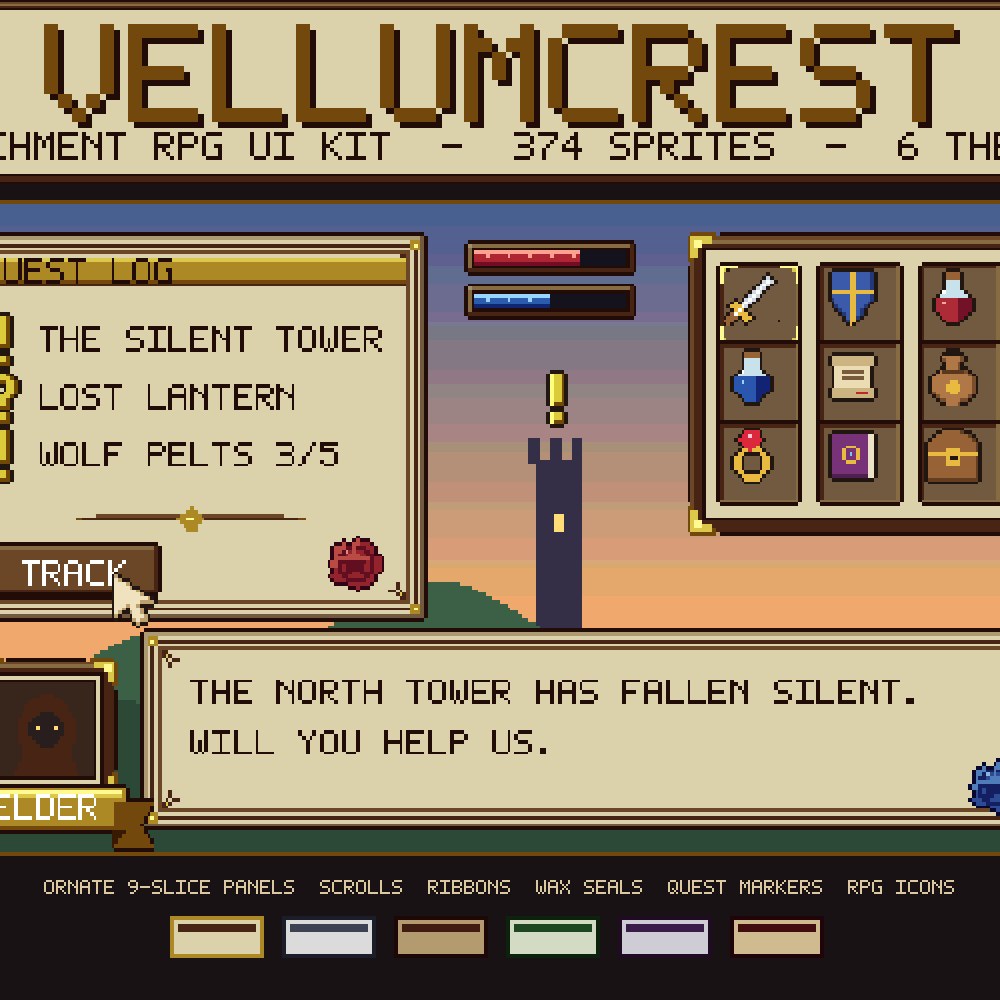 VELLUMCREST
CHMENT RPG UI KIT - 374 SPRITES - 6 THE
UEST LOG
THE SILENT TOWER
LOST LANTERN
WOLF PELTS 3/5
TRACK
THE NORTH TOWER HAS FALLEN SILENT.
WILL YOU HELP US.
ELDER
ORNATE 9-SLICE PANELS SCROLLS RIBBONS WAX SEALS QUEST MARKERS RPG ICONS